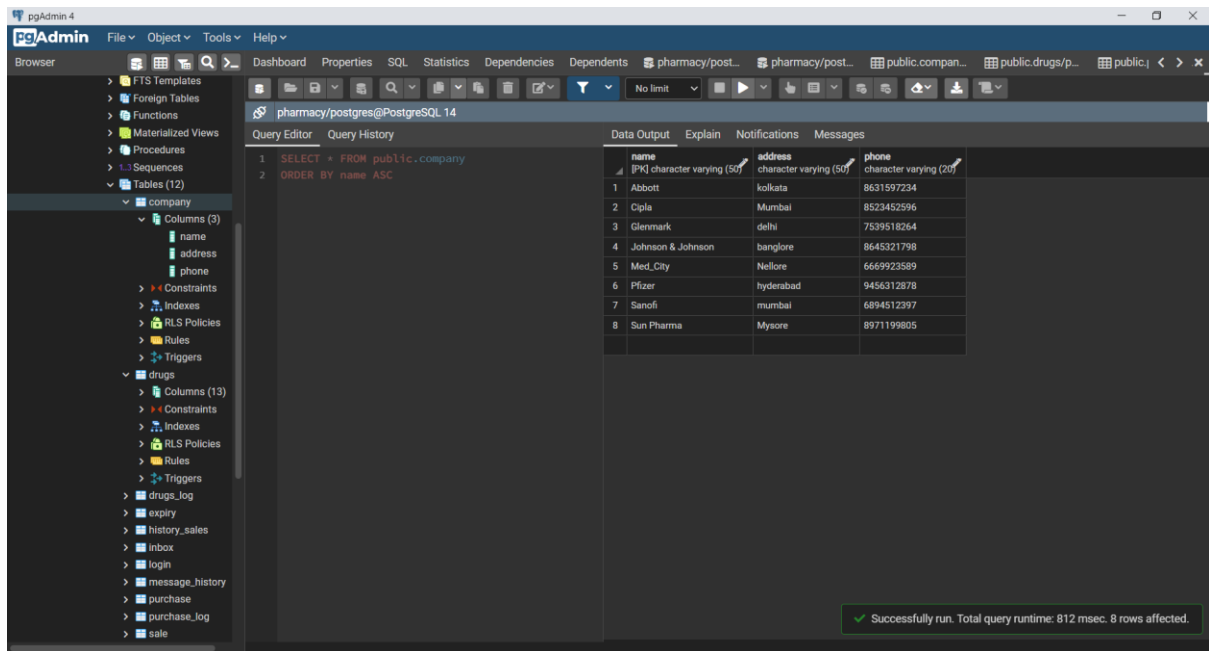 pgAdmin 4
pgAdmin File Object Tools Help
Browser
Dashboard Properties SQL Statistics Dependencies Dependents pharmacy/post... pharmacy/post... public.compan... public.drugs/p... public.p
FTS Templates
Foreign Tables
Functions
Materialized Views
Procedures
1..3 Sequences
Tables (12)
company
Columns (3)
name
address
phone
Constraints
Indexes
RLS Policies
Rules
Triggers
drugs
Columns (13)
Constraints
Indexes
RLS Policies
Rules
Triggers
drugs_log
expiry
history_sales
inbox
login
message_history
purchase
purchase_log
sale
No limit
pharmacy/postgres@PostgreSQL 14
Query Editor Query History
1 SELECT * FROM public.company
2 ORDER BY name ASC
Data Output Explain Notifications Messages
name address phone
[PK] character varying (50) character varying (50) character varying (20)
1 Abbott kolkata 8631597234
2 Cipla Mumbai 8523452596
3 Glenmark delhi 7539518264
4 Johnson & Johnson banglore 8645321798
5 Med_City Nellore 6669923589
6 Pfizer hyderabad 9456312878
7 Sanofi mumbai 6894512397
8 Sun Pharma Mysore 8971199805
Successfully run. Total query runtime: 812 msec. 8 rows affected.